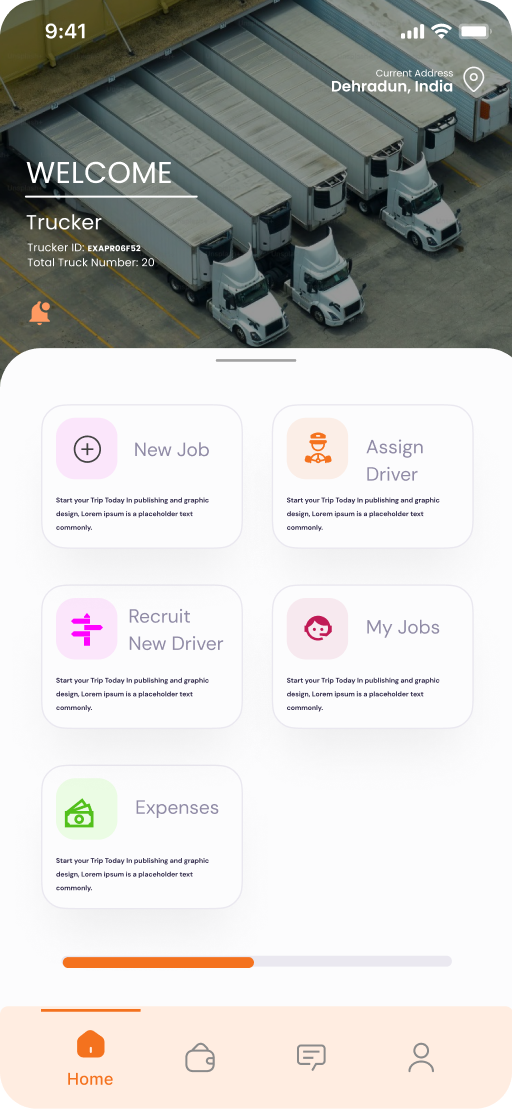 9:41
Current Address
Dehradun, India
WELCOME
Trucker
Trucker ID: EXAPR06F52
Total Truck Number: 20
New Job
Start your Trip Today In publishing and graphic
design, Lorem ipsum is a placeholder text
commonly.
Assign
Driver
Start your Trip Today In publishing and graphic
design, Lorem ipsum is a placeholder text
commonly.
Recruit
New Driver
Start your Trip Today In publishing and graphic
design, Lorem ipsum is a placeholder text
commonly.
My Jobs
Start your Trip Today In publishing and graphic
design, Lorem ipsum is a placeholder text
commonly.
Expenses
Start your Trip Today In publishing and graphic
design, Lorem ipsum is a placeholder text
commonly.
Home